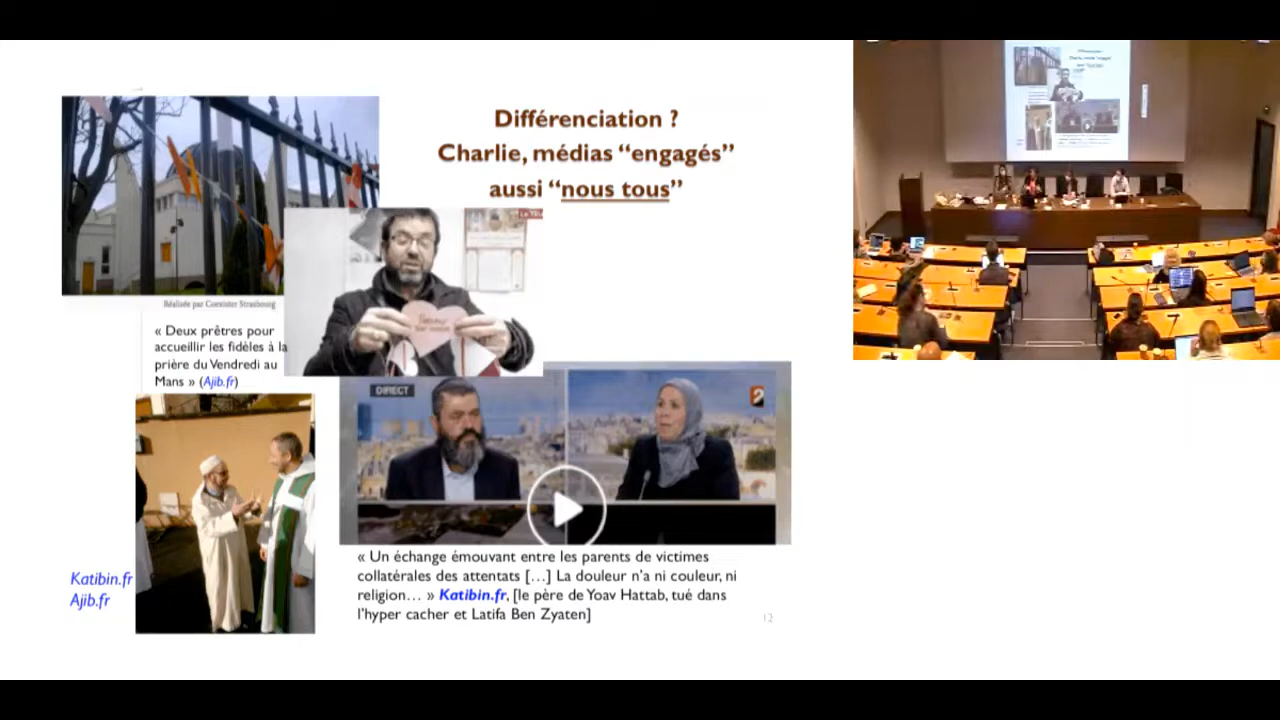 Différenciation ?
Charlie, médias “engagés”
aussi “nous tous”
Réalisée par Coexister Strasbourg
« Deux prêtres pour
accueillir les fidèles à la
prière du Vendredi au
Mans » (Ajib.fr)
DIRECT
2
« Un échange émouvant entre les parents de victimes
collatérales des attentats […] La douleur n’a ni couleur, ni
religion… » Katibin.fr, [le père de Yoav Hattab, tué dans
l’hyper cacher et Latifa Ben Zyaten]
Katibin.fr
Ajib.fr
12